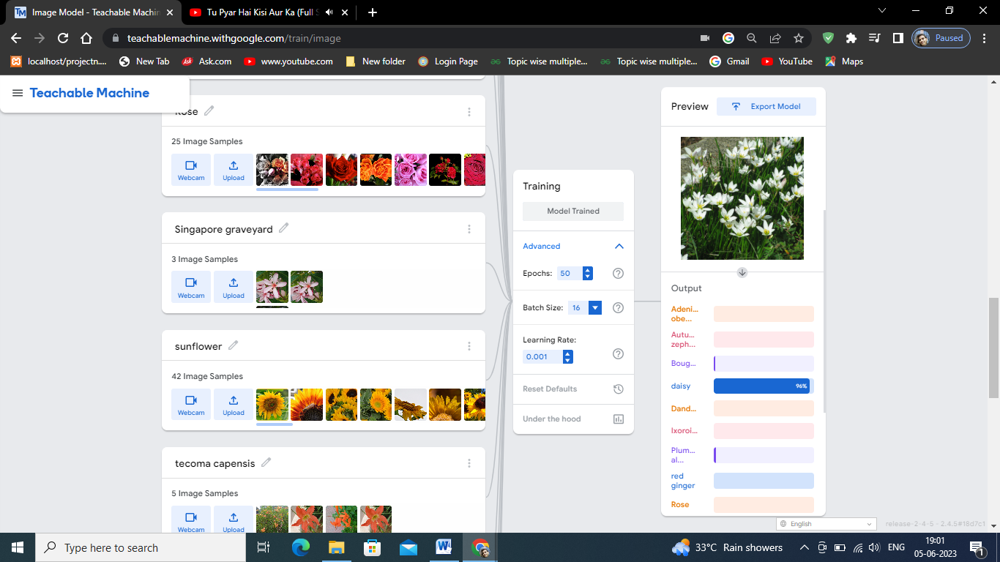 Image Model - Teachable Machin
Tu Pyar Hai Kisi Aur Ka (Full S
teachablemachine.withgoogle.com/train/image
Paused
localhost/projectn....
New Tab
Ask
Ask.com
www.youtube.com
New folder
Login Page
Topic wise multiple...
Topic wise multiple...
Gmail
YouTube
Maps
Teachable Machine
Rose
25 Image Samples
Webcam
Upload
Singapore graveyard
3 Image Samples
Webcam
Upload
sunflower
42 Image Samples
Webcam
Upload
tecoma capensis
5 Image Samples
Webcam
Upload
Training
Model Trained
Advanced
Epochs: 50
Batch Size: 16
Learning Rate:
0.001
Reset Defaults
Under the hood
Preview
Export Model
Output
Adeni...
obe...
Autu...
zeph...
Boug...
daisy 96%
Dand...
Ixoroi...
Plum...
al...
red
ginger
Rose
English
release-2-4-5 - 2.4.5#18d7c1
Type here to search
33°C Rain showers
ENG
19:01
05-06-2023
1